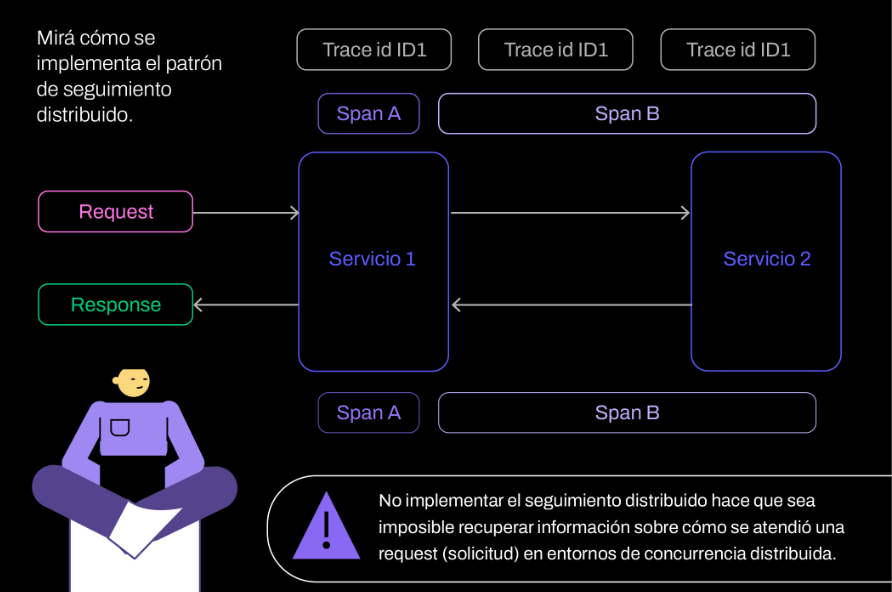 Mirá cómo se
implementa el patrón
de seguimiento
distribuido.
Trace id ID1
Trace id ID1
Trace id ID1
Span A
Span B
Request
Servicio 1
Servicio 2
Response
Span A
Span B
!
No implementar el seguimiento distribuido hace que sea
imposible recuperar información sobre cómo se atendió una
request (solicitud) en entornos de concurrencia distribuida.